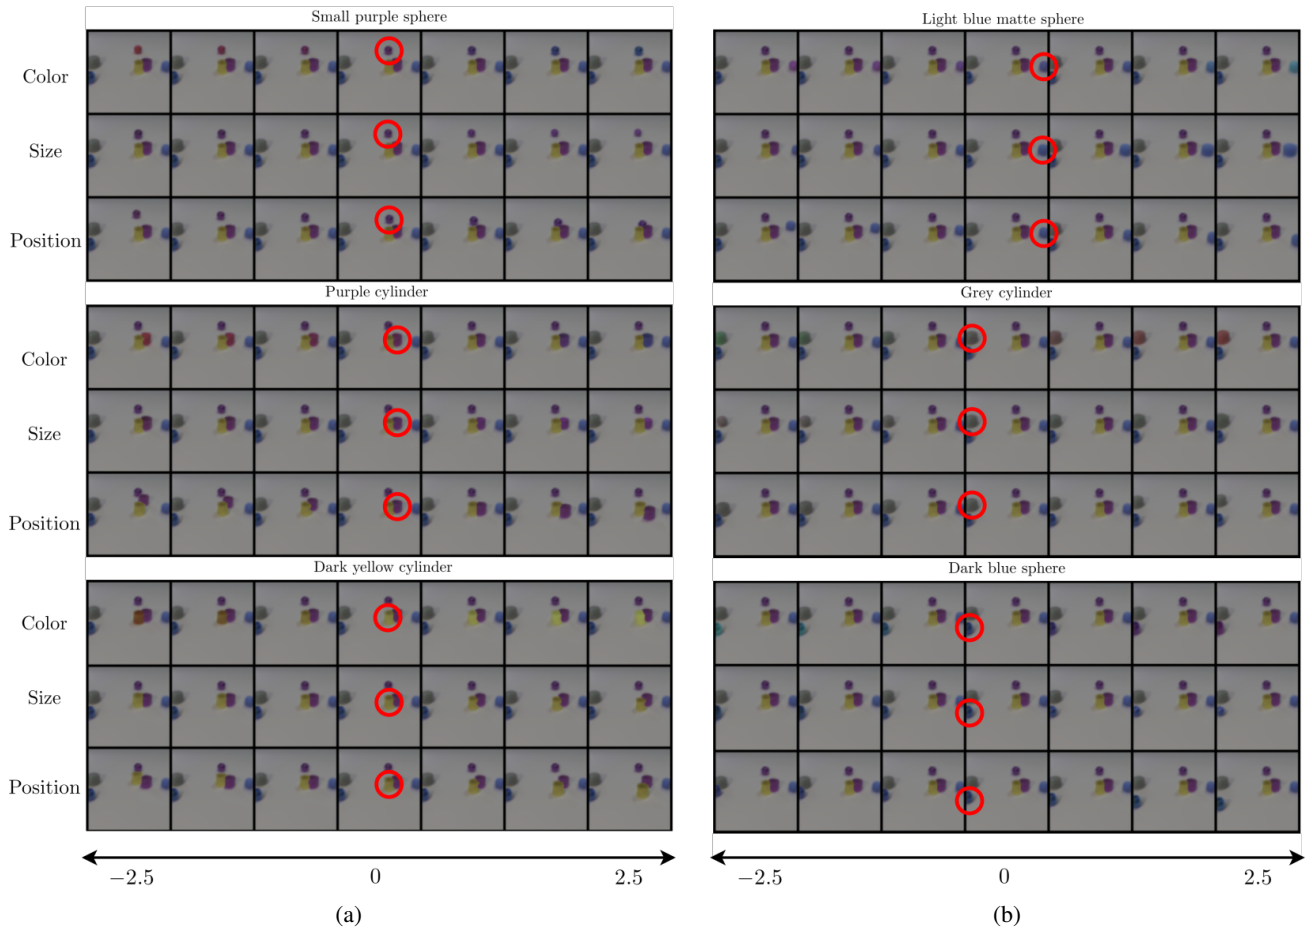 Small purple sphere
Color
Size
Position
Purple cylinder
Color
Size
Position
Dark yellow cylinder
Color
Size
Position
−2.5 0 2.5
(a)
Light blue matte sphere
Grey cylinder
Dark blue sphere
−2.5 0 2.5
(b)